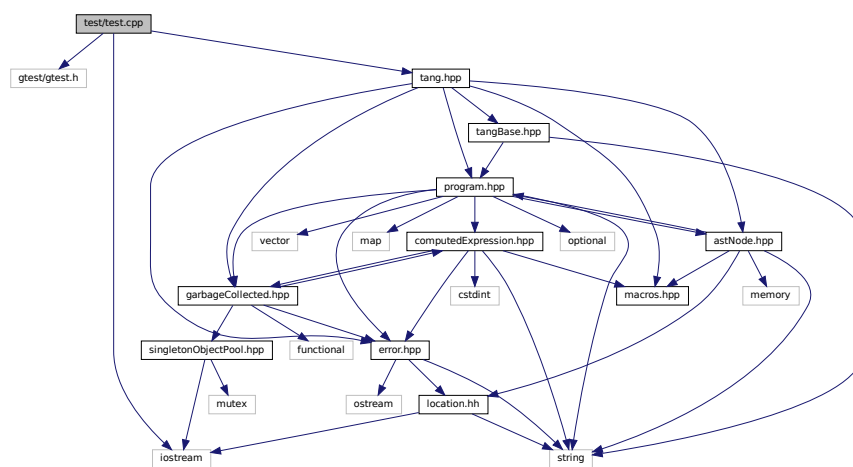 test/test.cpp
gtest/gtest.h
tang.hpp
tangBase.hpp
program.hpp
vector
map
computedExpression.hpp
optional
astNode.hpp
garbageCollected.hpp
cstdint
macros.hpp
memory
singletonObjectPool.hpp
functional
error.hpp
mutex
ostream
location.hh
iostream
string